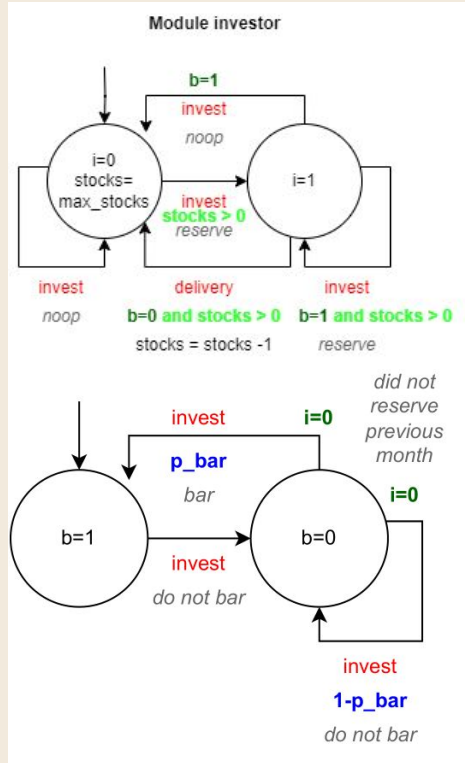 Module investor
b=1
invest
noop
i=0
stocks=
max_stocks
i=1
invest
stocks > 0
reserve
invest
noop
delivery
b=0 and stocks > 0
stocks = stocks -1
invest
b=1 and stocks > 0
reserve
did not
reserve
previous
month
invest
i=0
p_bar
bar
i=0
b=1
b=0
invest
do not bar
invest
1-p_bar
do not bar